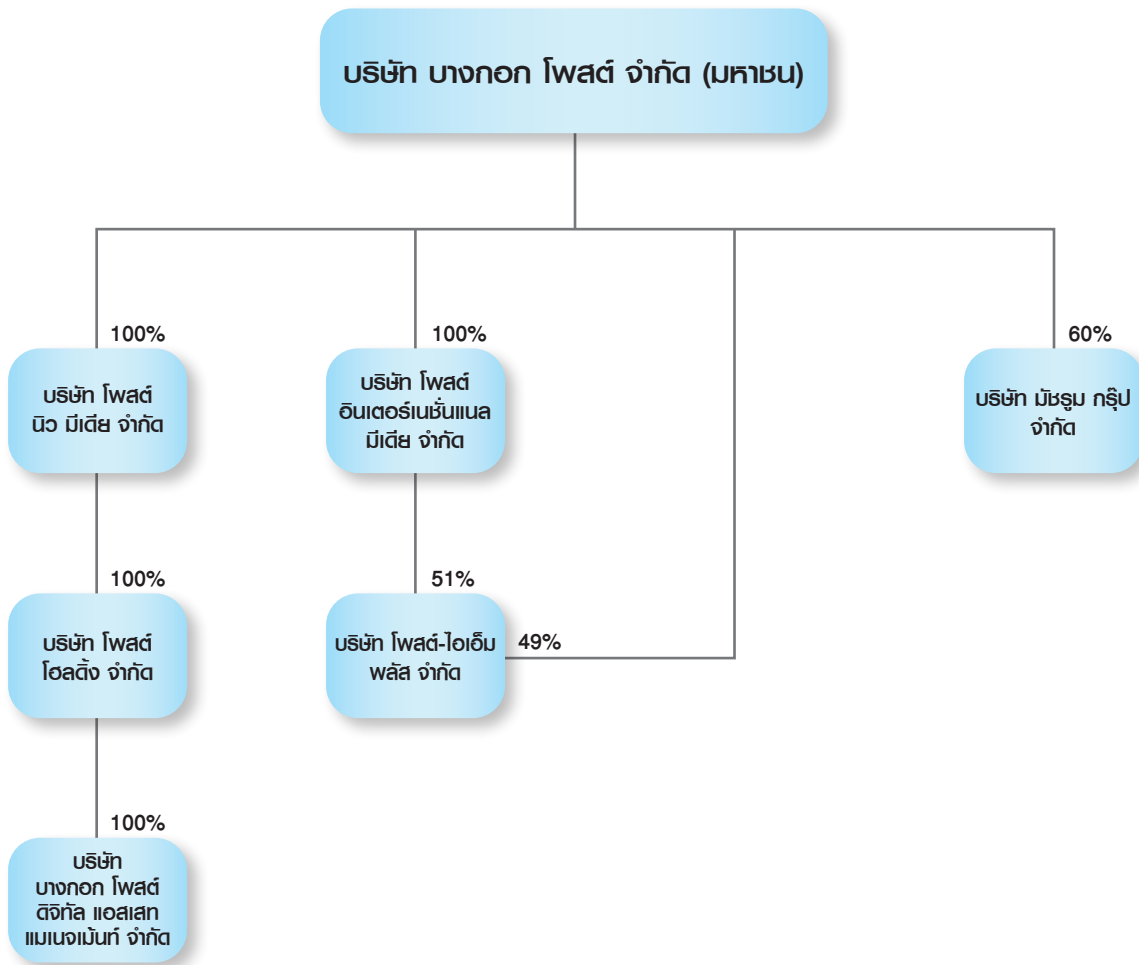 บริษัท บางกอก โพสต์ จำกัด (มหาชน)
100%
บริษัท โพสต์
นิว มีเดีย จำกัด
100%
บริษัท โพสต์
อินเตอร์เนชั่นแนล
มีเดีย จำกัด
60%
บริษัท มัชรูม กรุ๊ป
จำกัด
100%
บริษัท โพสต์
โฮลดิ้ง จำกัด
51%
บริษัท โพสต์-ไอเอ็ม
พลัส จำกัด
49%
100%
บริษัท
บางกอก โพสต์
ดิจิทัล แอสเสท
แมเนจเม้นท์ จำกัด